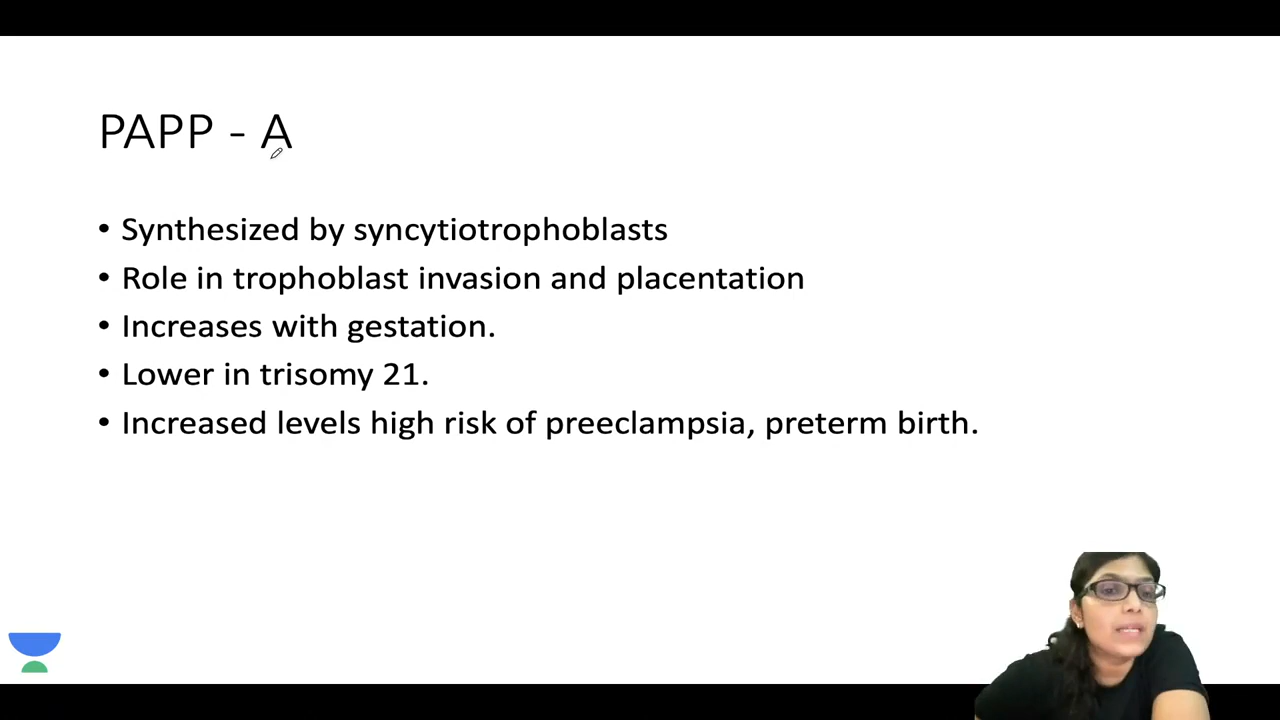 PAPP - A
• Synthesized by syncytiotrophoblasts
• Role in trophoblast invasion and placentation
• Increases with gestation.
• Lower in trisomy 21.
• Increased levels high risk of preeclampsia, preterm birth.